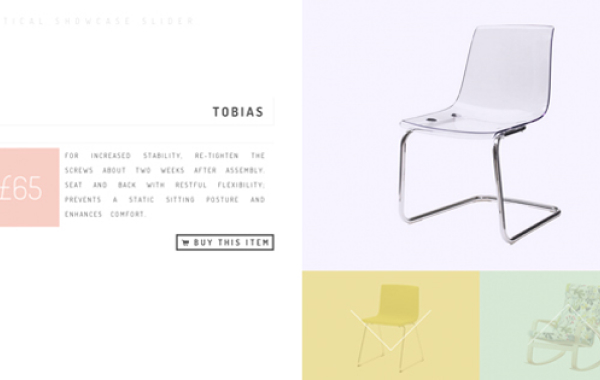 TICAL SHOWCASE SLIDER
TOBIAS
£65
FOR INCREASED STABILITY, RE-TIGHTEN THE
SCREWS ABOUT TWO WEEKS AFTER ASSEMBLY.
SEAT AND BACK WITH RESTFUL FLEXIBILITY;
PREVENTS A STATIC SITTING POSTURE AND
ENHANCES COMFORT.
BUY THIS ITEM